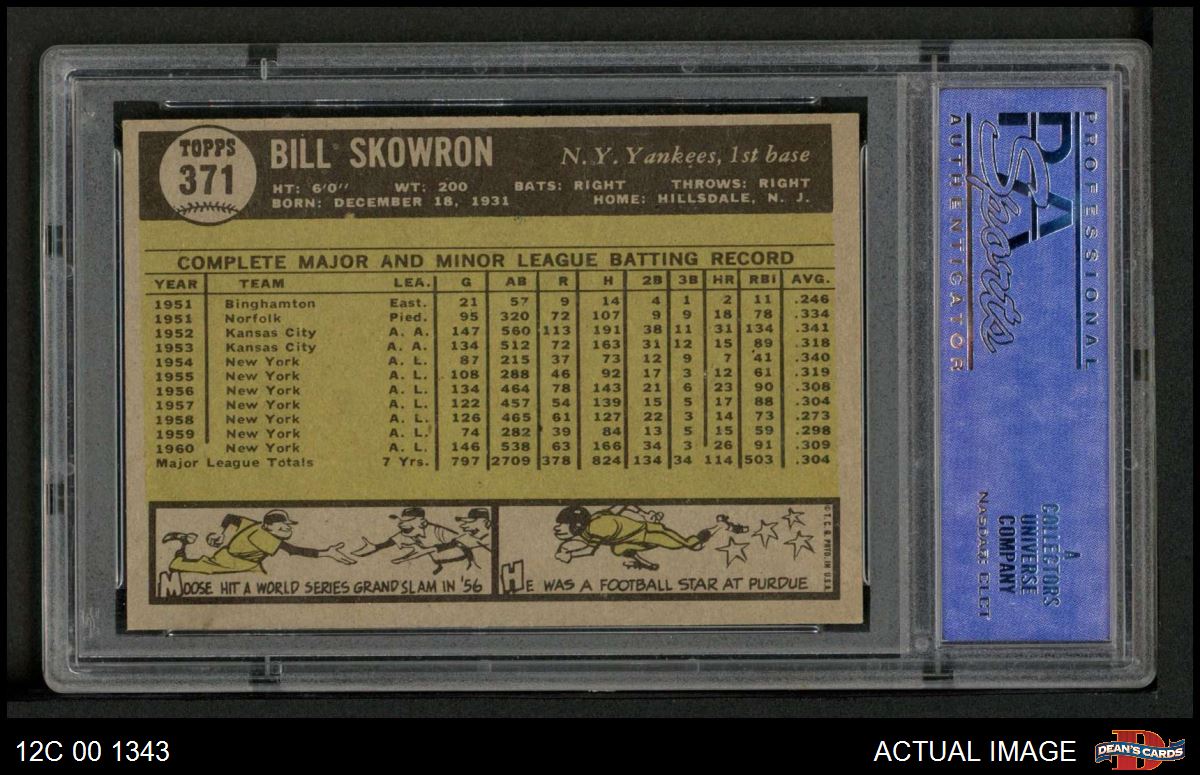 TOPPS
371
BILL SKOWRON
N. Y. Yankees, 1st base
HT: 6'0" WT: 200 BATS: RIGHT THROWS: RIGHT
BORN: DECEMBER 18, 1931 HOME: HILLSDALE, N. J.
COMPLETE MAJOR AND MINOR LEAGUE BATTING RECORD
YEAR TEAM LEA. G AB R H 2B 3B HR RBI AVG.
1951 Binghamton East. 21 57 9 14 4 1 2 11 .246
1951 Norfolk Pied. 95 320 72 107 9 9 18 78 .334
1952 Kansas City A. A. 147 560 113 191 38 11 31 134 .341
1953 Kansas City A. A. 134 512 72 163 31 12 15 89 .318
1954 New York A. L. 87 215 37 73 12 9 7 41 .340
1955 New York A. L. 108 288 46 92 17 3 12 61 .319
1956 New York A. L. 134 464 78 143 21 6 23 90 .308
1957 New York A. L. 122 457 54 139 15 5 17 88 .304
1958 New York A. L. 126 465 61 127 22 3 14 73 .273
1959 New York A. L. 74 282 39 84 13 5 15 59 .298
1960 New York A. L. 146 538 63 166 34 3 26 91 .309
Major League Totals 7 Yrs. 797 2709 378 824 134 34 114 503 .304
MOOSE HIT A WORLD SERIES GRAND SLAM IN '56
HE WAS A FOOTBALL STAR AT PURDUE
©T. C. G. PRTD. IN U.S.A.
PROFESSIONAL
PSA
Sports
AUTHENTICATOR
A
COLLECTORS
UNIVERSE
COMPANY
NASDAQ: CLCT
12C 00 1343
ACTUAL IMAGE
DEAN'S CARDS